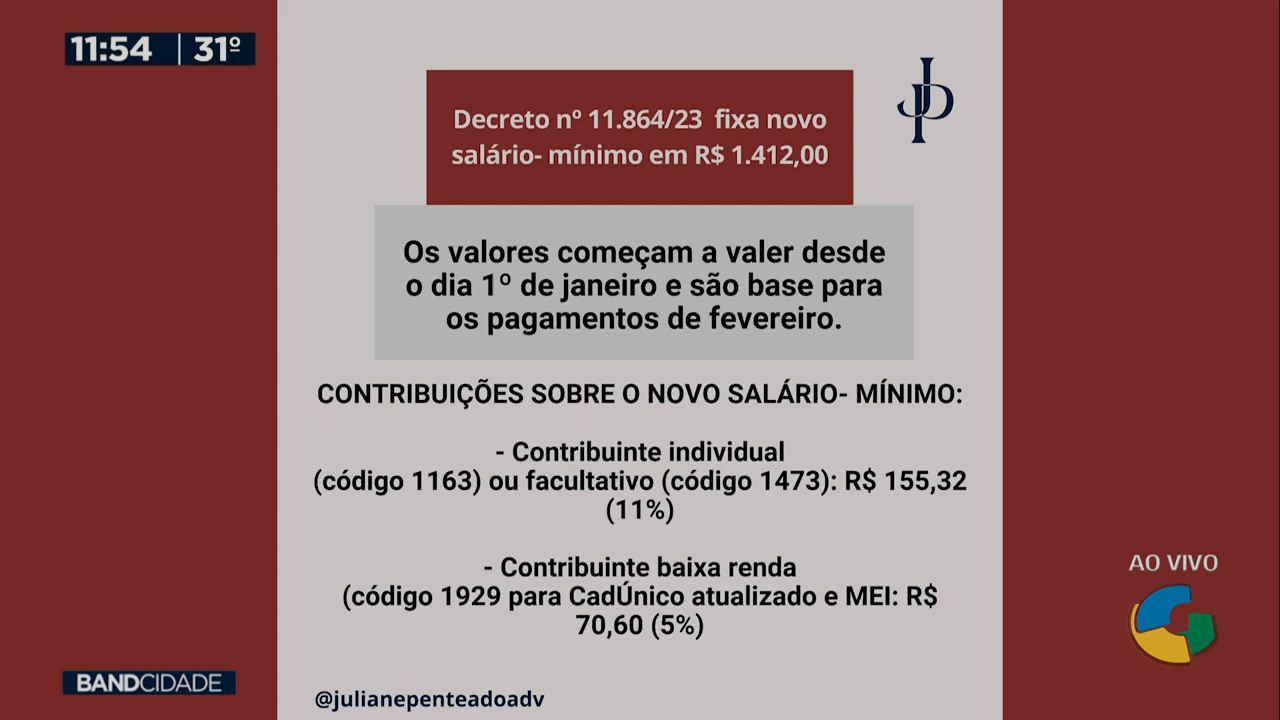 11:54 | 31º
JP
Decreto nº 11.864/23 fixa novo
salário- mínimo em R$ 1.412,00
Os valores começam a valer desde
o dia 1º de janeiro e são base para
os pagamentos de fevereiro.
CONTRIBUIÇÕES SOBRE O NOVO SALÁRIO- MÍNIMO:
- Contribuinte individual
(código 1163) ou facultativo (código 1473): R$ 155,32
(11%)
- Contribuinte baixa renda
(código 1929 para CadÚnico atualizado e MEI: R$
70,60 (5%)
AO VIVO
BANDCIDADE
@julianepenteadoadv